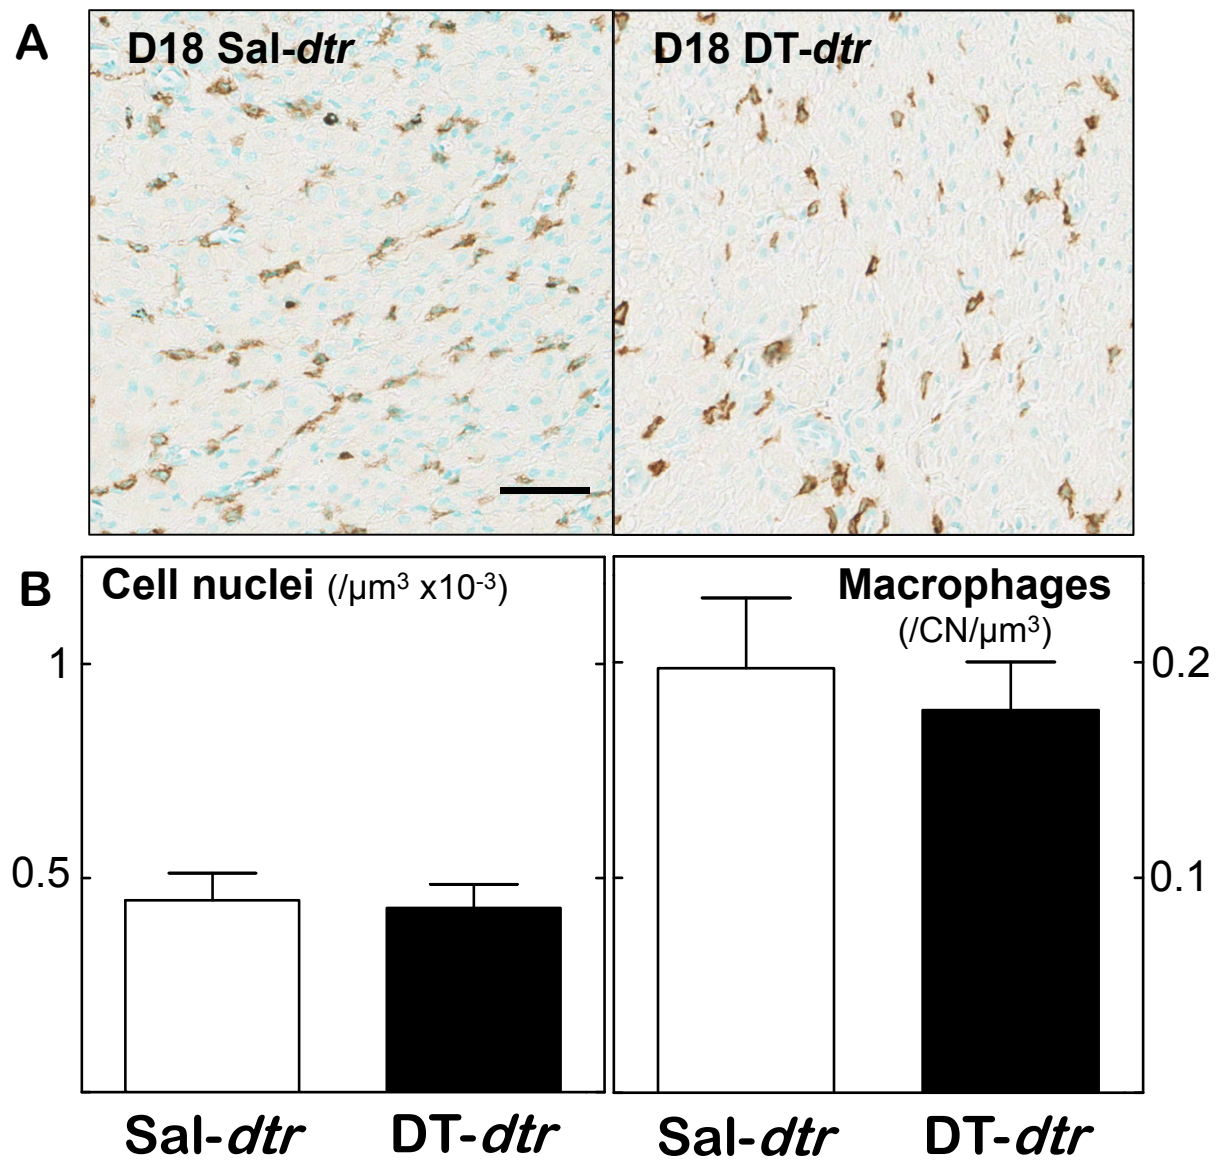 A
D18 Sal-dtr
D18 DT-dtr
B
Cell nuclei (/µm³ x10⁻³)
Macrophages
(/CN/µm³)
1
0.5
0.2
0.1
Sal-dtr
DT-dtr
Sal-dtr
DT-dtr